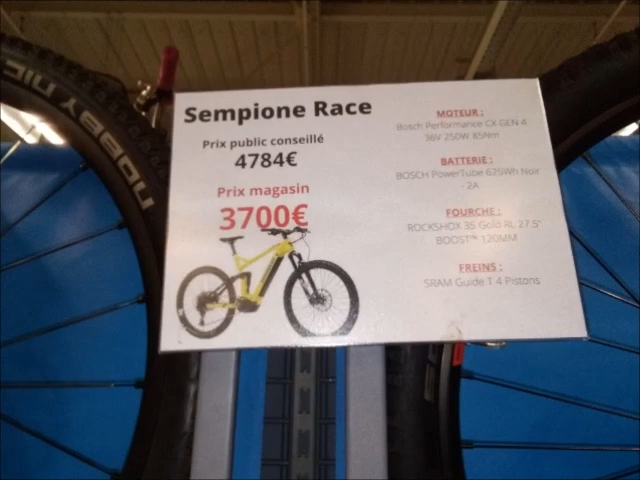 Sempione Race
Prix public conseillé
4784€
Prix magasin
3700€
MOTEUR :
Bosch Performance CX GEN 4
36V 250W 85Nm
BATTERIE :
BOSCH PowerTube 625Wh Noir
- 2A
FOURCHE :
ROCKSHOX 35 Gold RL 27.5"
BOOST™ 120MM
FREINS :
SRAM Guide T 4 Pistons
NOBBY NIC